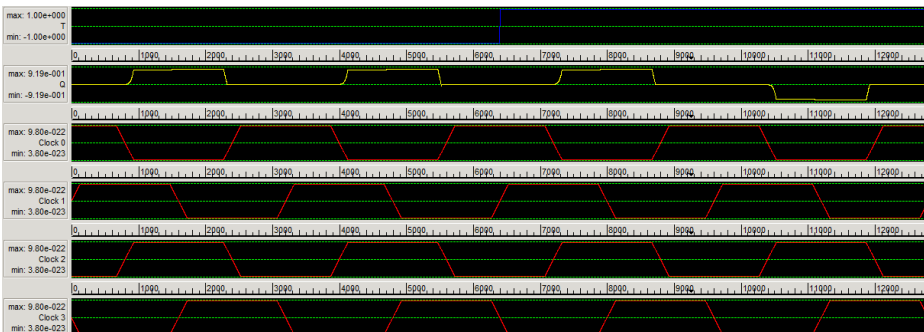 max: 1.00e+000
T
min: -1.00e+000
0 1000 2000 3000 4000 5000 6000 7000 8000 9000 10000 11000 12000
max: 9.19e-001
Q
min: -9.19e-001
0 1000 2000 3000 4000 5000 6000 7000 8000 9000 10000 11000 12000
max: 9.80e-022
Clock 0
min: 3.80e-023
0 1000 2000 3000 4000 5000 6000 7000 8000 9000 10000 11000 12000
max: 9.80e-022
Clock 1
min: 3.80e-023
0 1000 2000 3000 4000 5000 6000 7000 8000 9000 10000 11000 12000
max: 9.80e-022
Clock 2
min: 3.80e-023
0 1000 2000 3000 4000 5000 6000 7000 8000 9000 10000 11000 12000
max: 9.80e-022
Clock 3
min: 3.80e-023